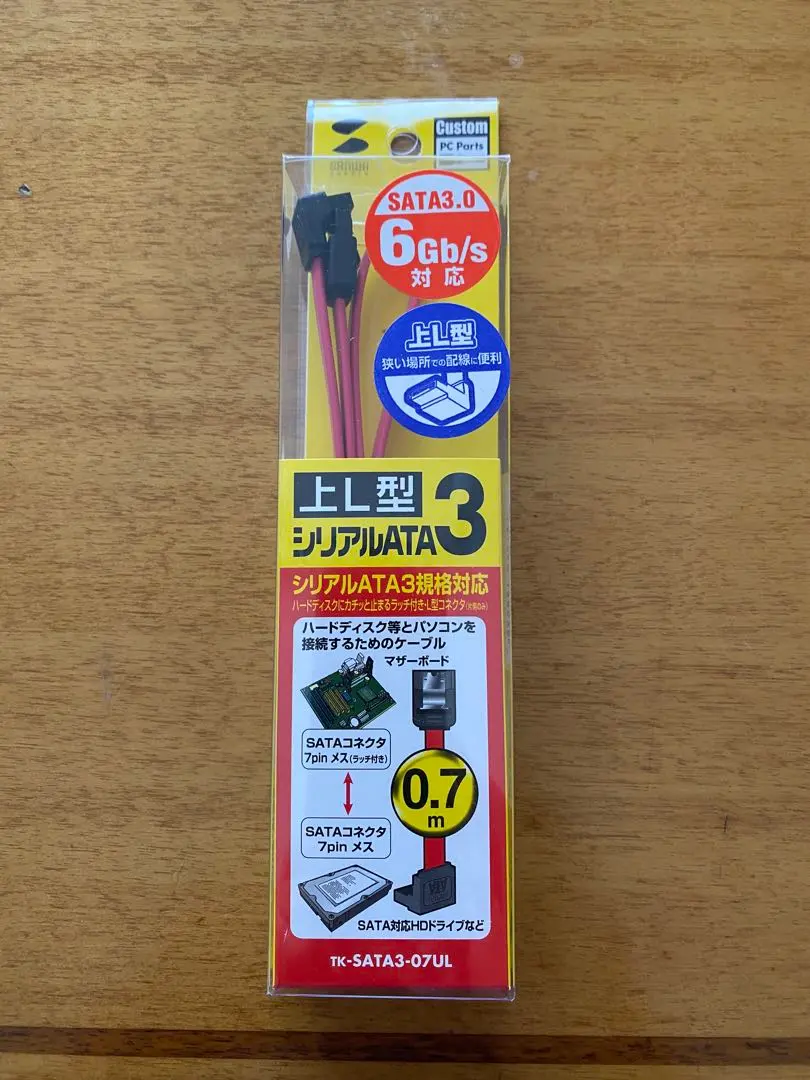 Custom
PC Parts
SANWA
SUPPLY
SATA3.0
6Gb/s
対応
上L型
狭い場所での配線に便利
上L型
シリアルATA3
シリアルATA3規格対応
ハードディスクにカチッと止まるラッチ付き・L型コネクタ(片側のみ)
ハードディスク等とパソコンを
接続するためのケーブル
マザーボード
SATAコネクタ
7pin メス(ラッチ付き)
0.7
m
SATAコネクタ
7pin メス
SATA対応HDドライブなど
TK-SATA3-07UL